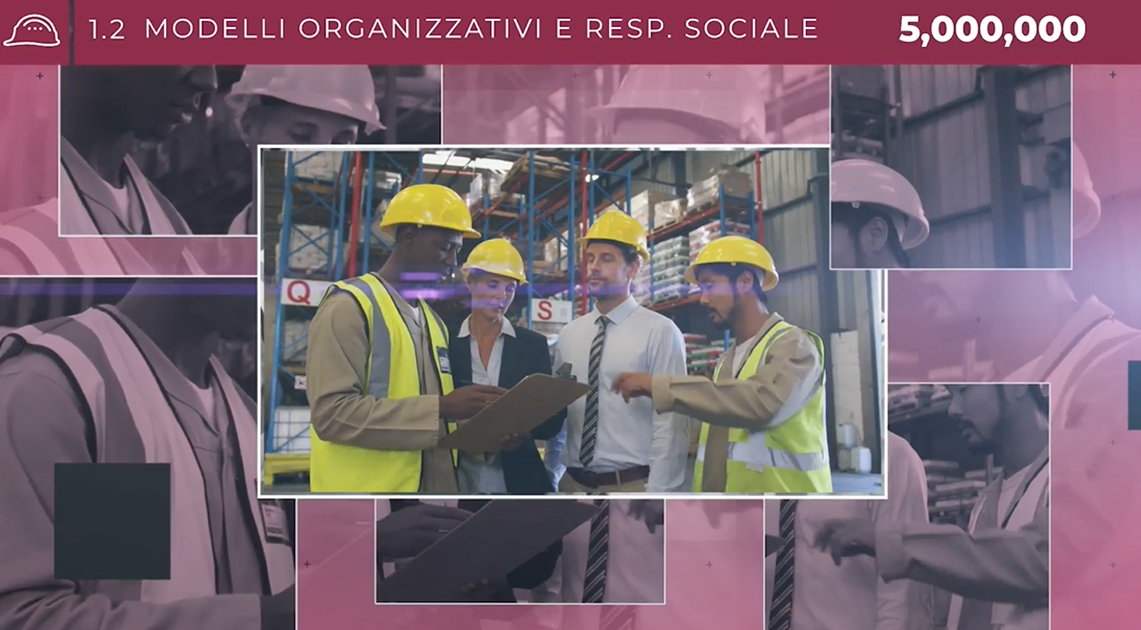 1.2 MODELLI ORGANIZZATIVI E RESP. SOCIALE
5,000,000
Q
S